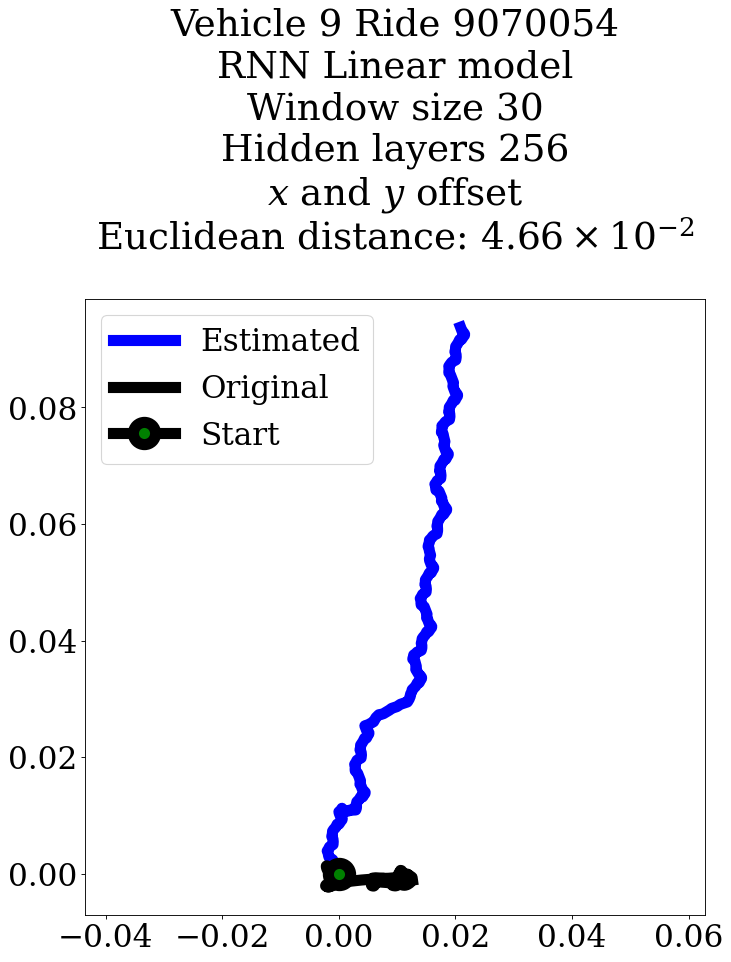 Vehicle 9 Ride 9070054
RNN Linear model
Window size 30
Hidden layers 256
x and y offset
Euclidean distance: 4.66 × 10⁻²
Estimated
Original
Start
0.08
0.06
0.04
0.02
0.00
−0.04 −0.02 0.00 0.02 0.04 0.06